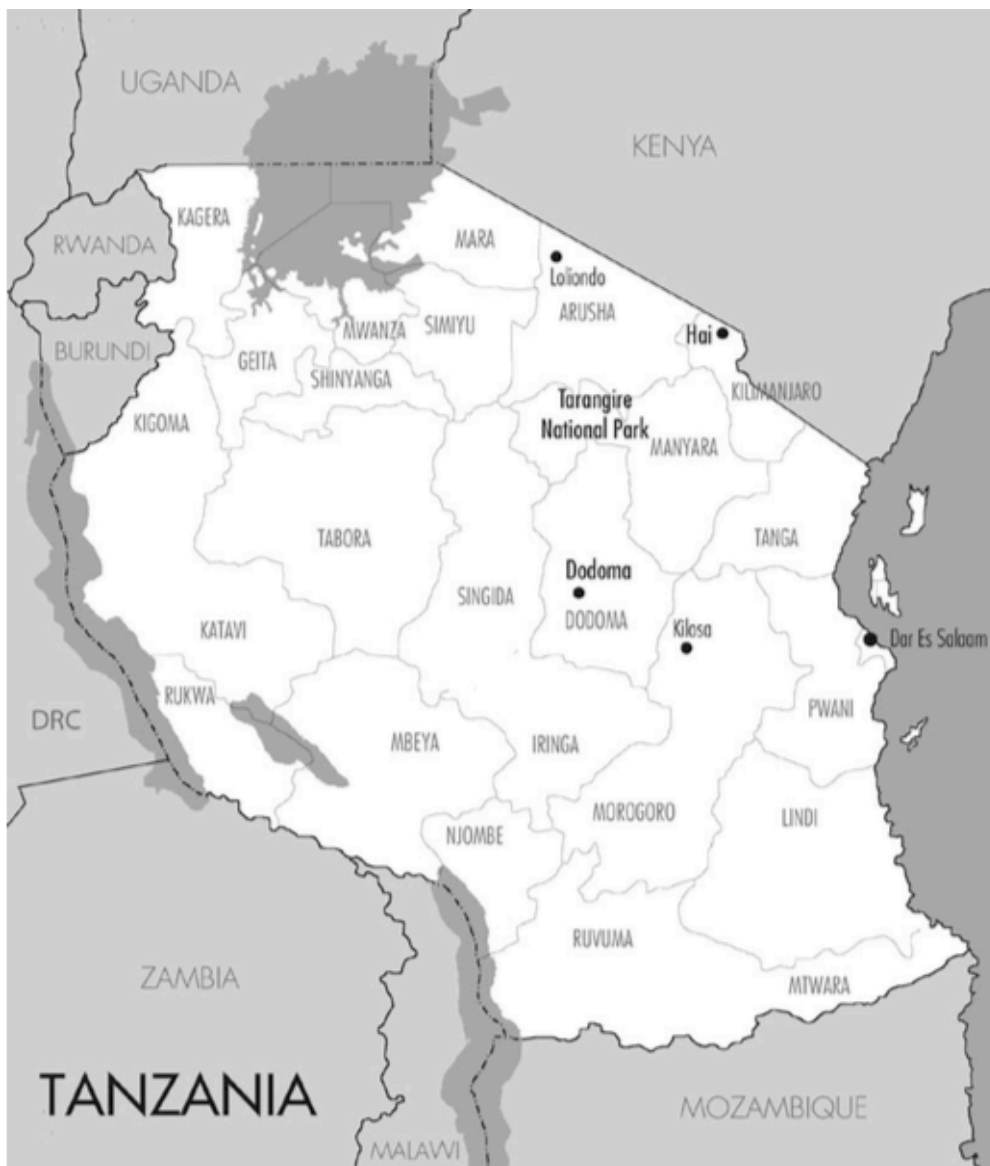 UGANDA
KENYA
KAGERA
RWANDA
MARA
Loliondo
ARUSHA
MWANZA
SIMIYU
Hai
BURUNDI
GEITA
SHINYANGA
KILIMANJARO
Tarangire
National Park
KIGOMA
MANYARA
TABORA
TANGA
Dodoma
SINGIDA
DODOMA
KATAVI
Kilosa
Dar Es Salaam
RUKWA
PWANI
DRC
MBEYA
IRINGA
MOROGORO
LINDI
NJOMBE
RUVUMA
ZAMBIA
MTWARA
TANZANIA
MOZAMBIQUE
MALAWI